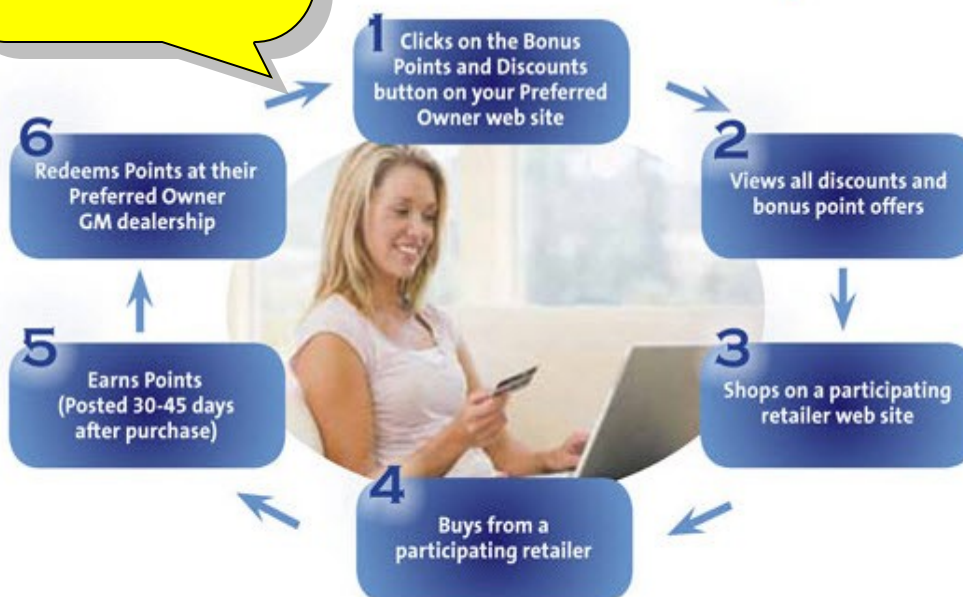 1
Clicks on the Bonus
Points and Discounts
button on your Preferred
Owner web site
2
Views all discounts and
bonus point offers
3
Shops on a participating
retailer web site
4
Buys from a
participating retailer
5
Earns Points
(Posted 30-45 days
after purchase)
6
Redeems Points at their
Preferred Owner
GM dealership